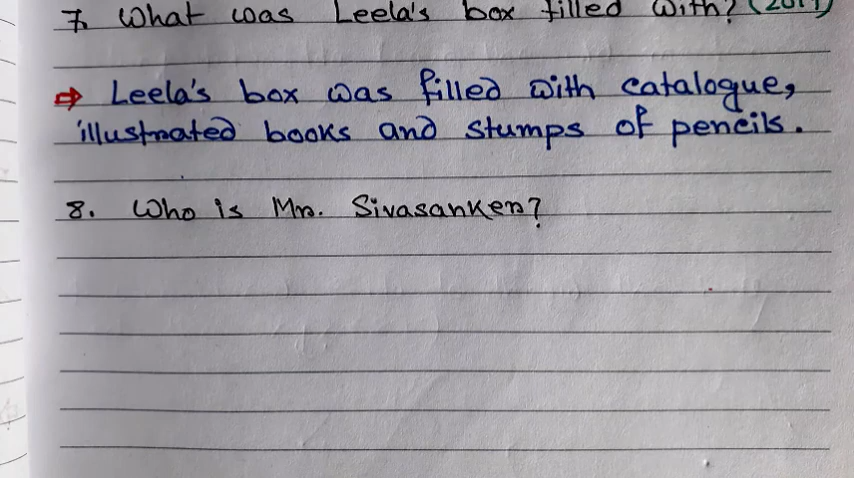 7. What was Leela's box filled with? (2019)
⇒ Leela's box was filled with catalogue,
illustrated books and stumps of pencils.
8. Who is Mr. Sivasanker?